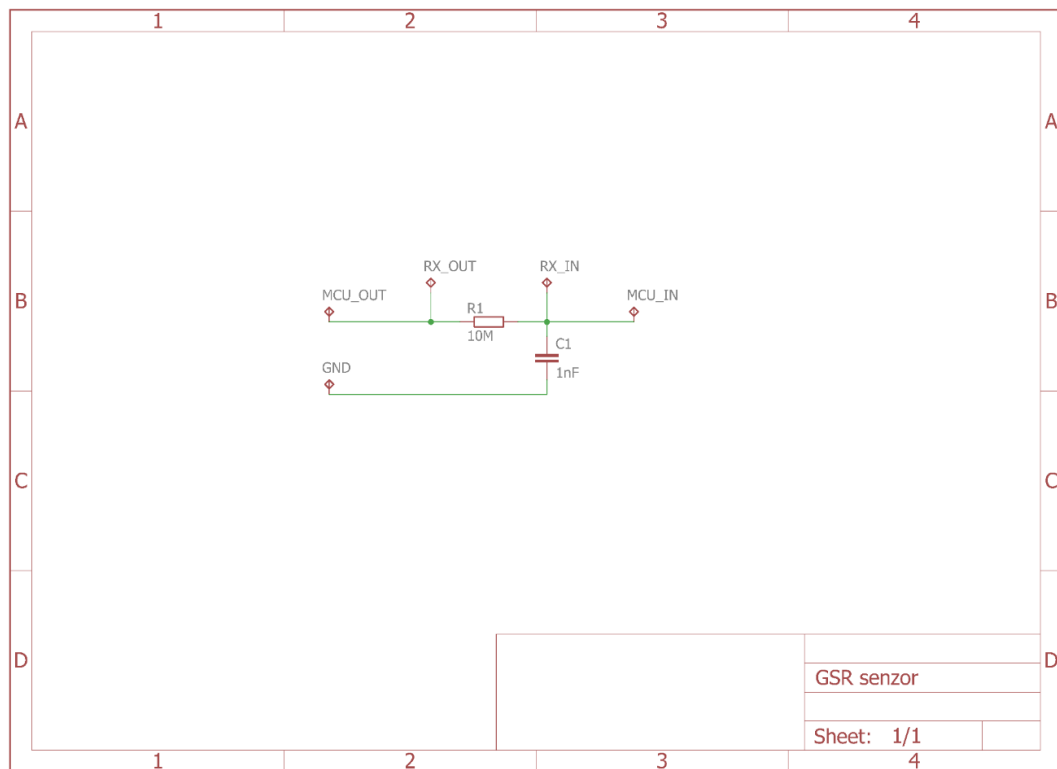 1 2 3 4
A A
RX_OUT RX_IN
MCU_OUT MCU_IN
B B
R1
10M
C1
GND
1nF
C C
D D
GSR senzor
Sheet: 1/1
1 2 3 4